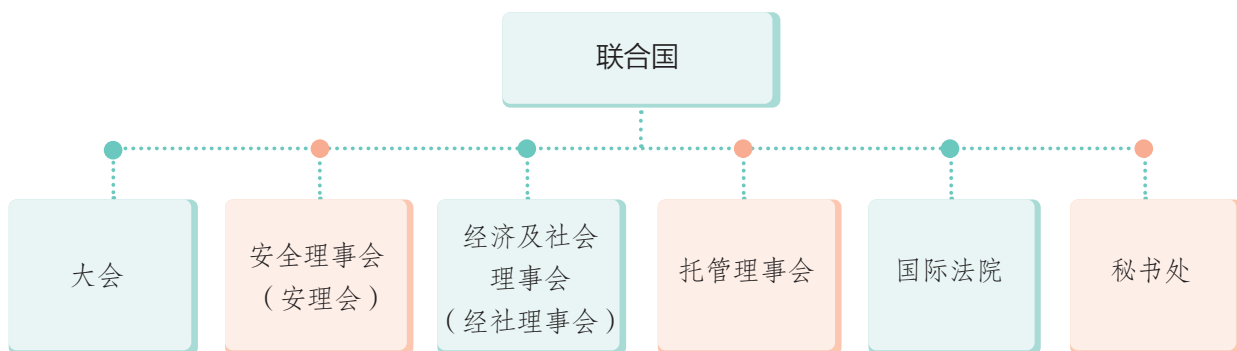 联合国
大会
安全理事会
（安理会）
经济及社会
理事会
（经社理事会）
托管理事会
国际法院
秘书处